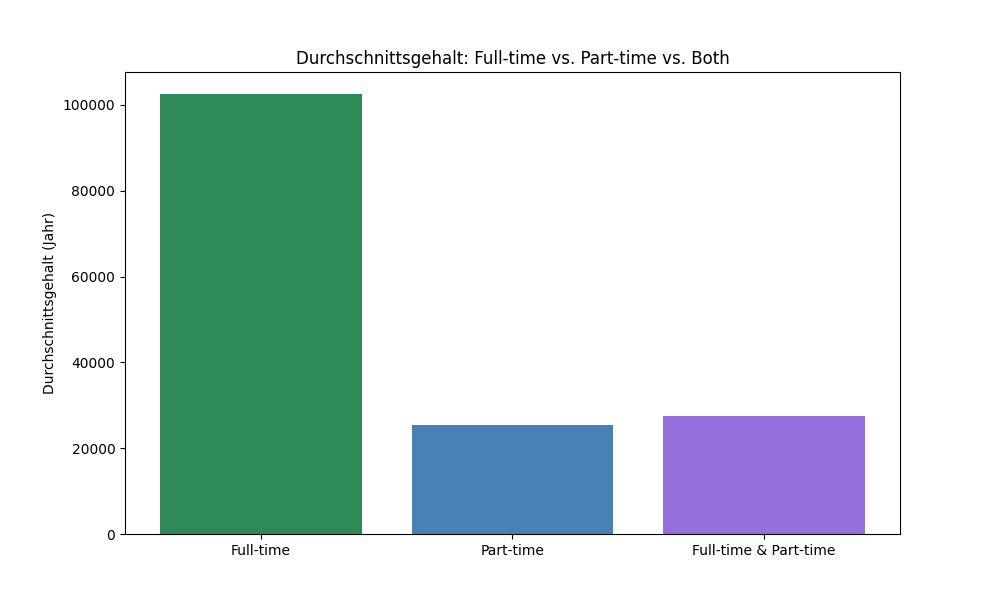 Durchschnittsgehalt: Full-time vs. Part-time vs. Both
Durchschnittsgehalt (Jahr)
100000
80000
60000
40000
20000
0
Full-time
Part-time
Full-time & Part-time